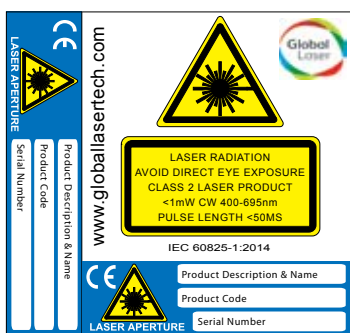 CE
LASER APERTURE
Product Description & Name
Product Code
Serial Number
www.globallasertech.com
Global
Laser
LASER RADIATION
AVOID DIRECT EYE EXPOSURE
CLASS 2 LASER PRODUCT
<1mW CW 400-695nm
PULSE LENGTH <50MS
IEC 60825-1:2014
CE
LASER APERTURE
Product Description & Name
Product Code
Serial Number